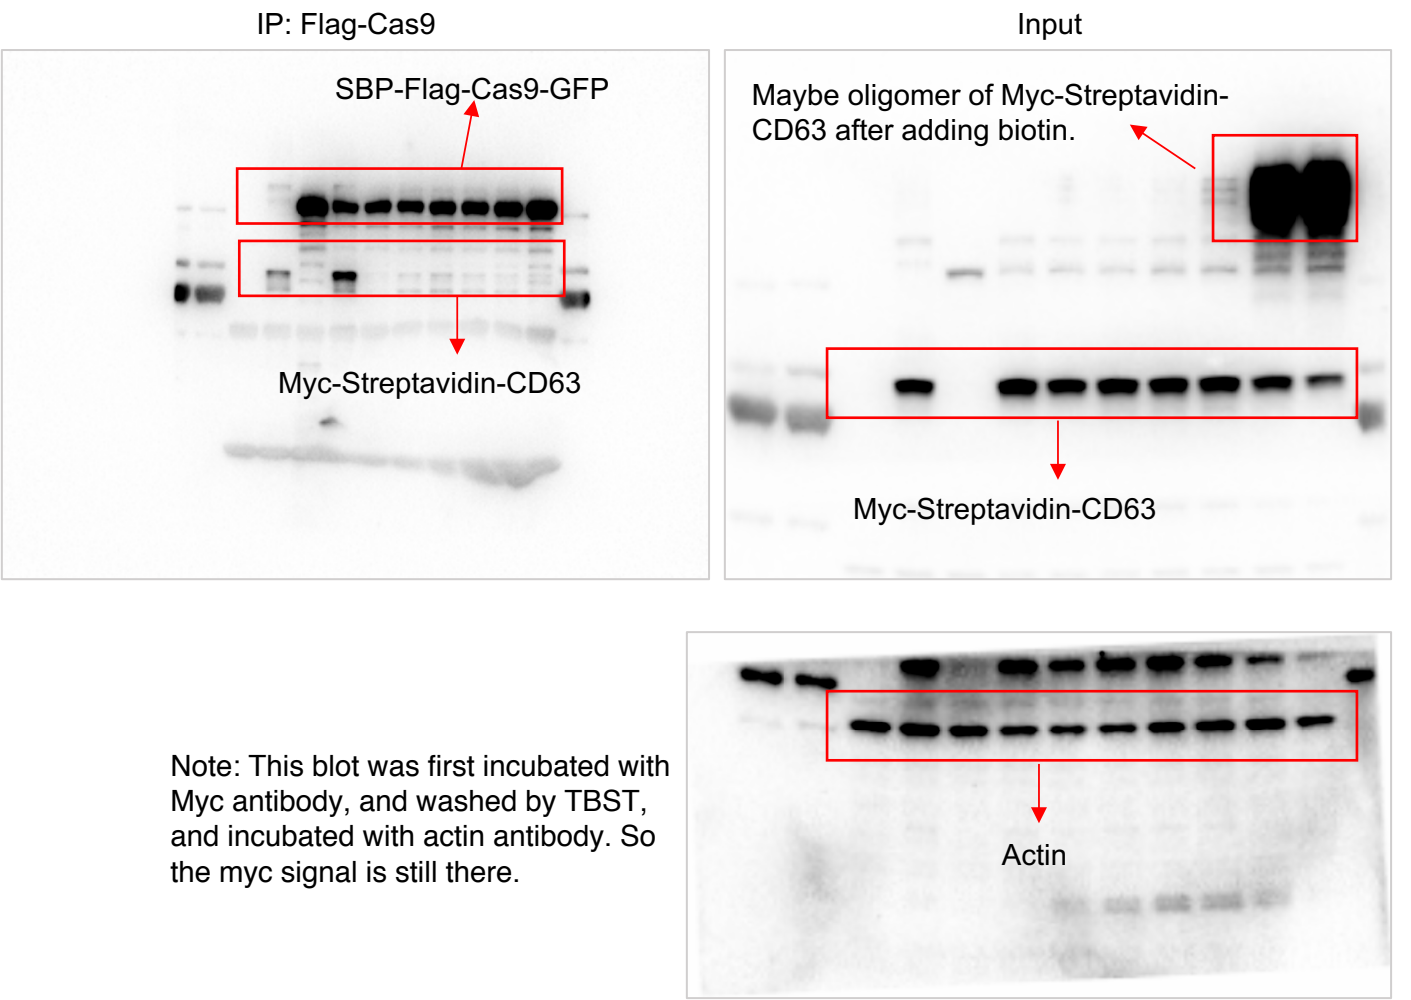 IP: Flag-Cas9
Input
SBP-Flag-Cas9-GFP
Myc-Streptavidin-CD63
Maybe oligomer of Myc-Streptavidin-
CD63 after adding biotin.
Myc-Streptavidin-CD63
Note: This blot was first incubated with
Myc antibody, and washed by TBST,
and incubated with actin antibody. So
the myc signal is still there.
Actin